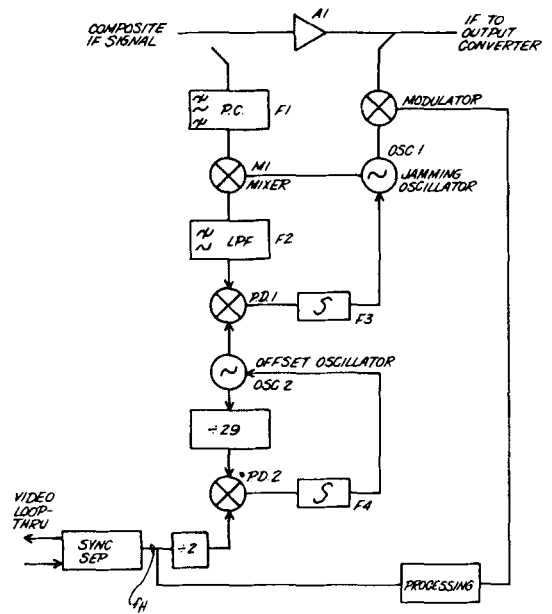 COMPOSITE
IF SIGNAL
A1
IF TO
OUTPUT
CONVERTER
P.C.
F1
MODULATOR
OSC 1
M1
MIXER
JAMMING
OSCILLATOR
LPF
F2
P.D.1
∫
F3
OFFSET OSCILLATOR
OSC 2
÷29
P.D.2
∫
F4
VIDEO
LOOP-
THRU
SYNC
SEP
÷2
fH
PROCESSING